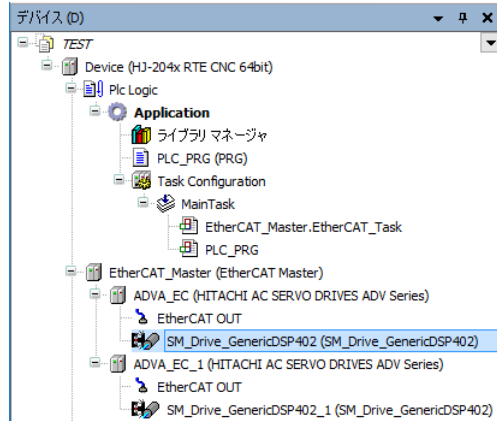 デバイス (D)
TEST
Device (HJ-204x RTE CNC 64bit)
Plc Logic
Application
ライブラリ マネージャ
PLC_PRG (PRG)
Task Configuration
MainTask
EtherCAT_Master.EtherCAT_Task
PLC_PRG
EtherCAT_Master (EtherCAT Master)
ADVA_EC (HITACHI AC SERVO DRIVES ADV Series)
EtherCAT OUT
SM_Drive_GenericDSP402 (SM_Drive_GenericDSP402)
ADVA_EC_1 (HITACHI AC SERVO DRIVES ADV Series)
EtherCAT OUT
SM_Drive_GenericDSP402_1 (SM_Drive_GenericDSP402)